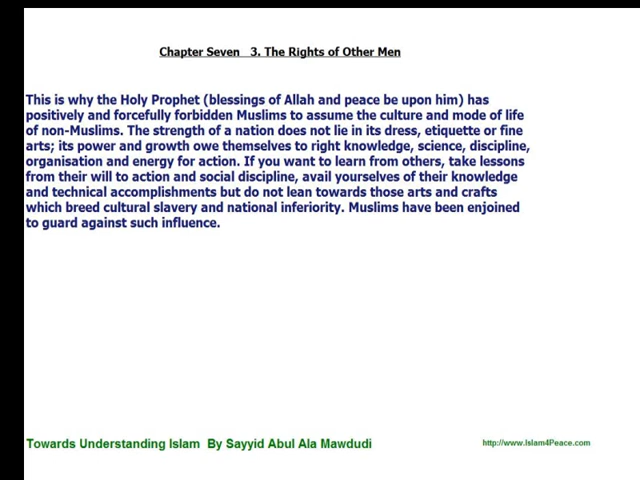 Chapter Seven   3. The Rights of Other Men
This is why the Holy Prophet (blessings of Allah and peace be upon him) has
positively and forcefully forbidden Muslims to assume the culture and mode of life
of non-Muslims. The strength of a nation does not lie in its dress, etiquette or fine
arts; its power and growth owe themselves to right knowledge, science, discipline,
organisation and energy for action. If you want to learn from others, take lessons
from their will to action and social discipline, avail yourselves of their knowledge
and technical accomplishments but do not lean towards those arts and crafts
which breed cultural slavery and national inferiority. Muslims have been enjoined
to guard against such influence.
Towards Understanding Islam  By Sayyid Abul Ala Mawdudi
http://www.Islam4Peace.com